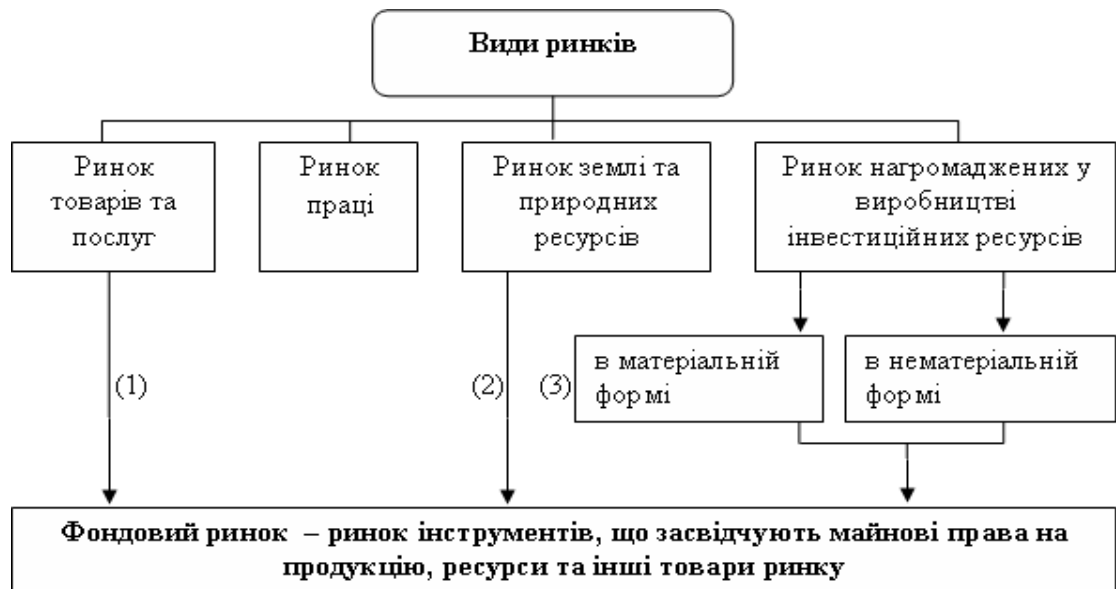 Види ринків
Ринок
товарів та
послуг
Ринок
праці
Ринок землі та
природних
ресурсів
Ринок нагромаджених у
виробництві
інвестиційних ресурсів
(1)
(2)
(3)
в матеріальній
формі
в нематеріальній
формі
Фондовий ринок – ринок інструментів, що засвідчують майнові права на
продукцію, ресурси та інші товари ринку